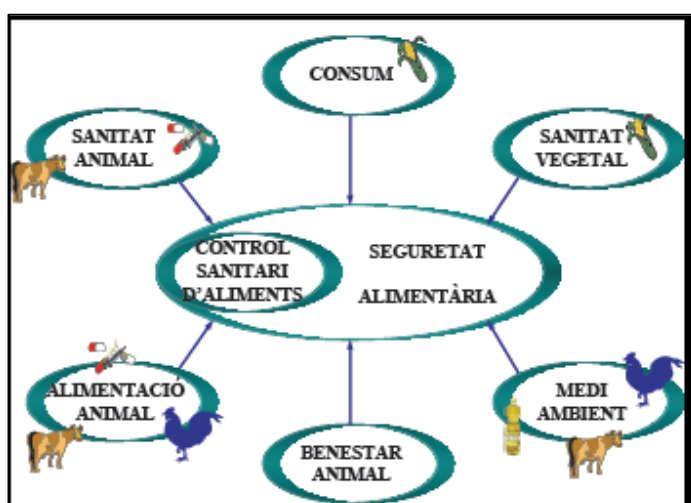 CONSUM
SANITAT
ANIMAL
SANITAT
VEGETAL
CONTROL
SANITARI
D'ALIMENTS
SEGURETAT
ALIMENTÀRIA
ALIMENTACIÓ
ANIMAL
MEDI
AMBIENT
BENESTAR
ANIMAL